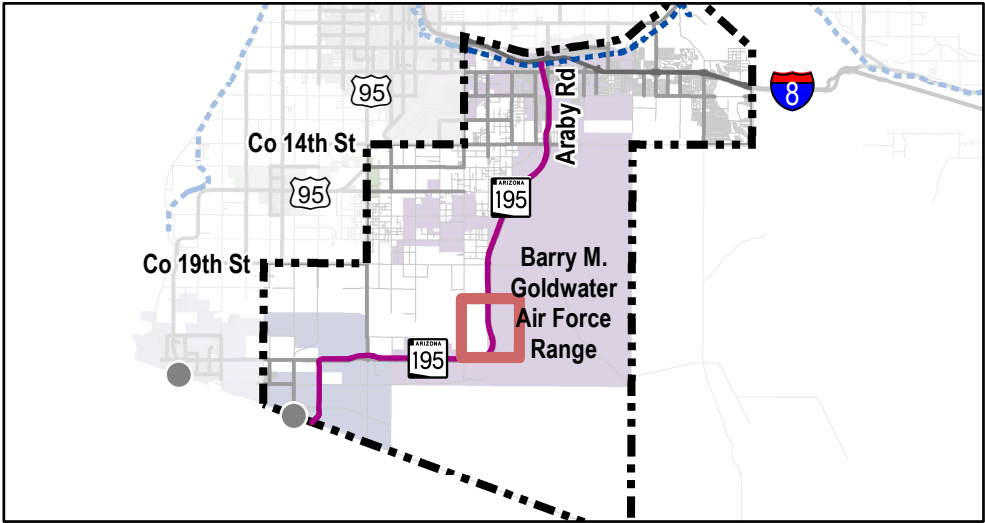 95
8
Araby Rd
Co 14th St
95
ARIZONA
195
Co 19th St
Barry M.
Goldwater
Air Force
Range
ARIZONA
195